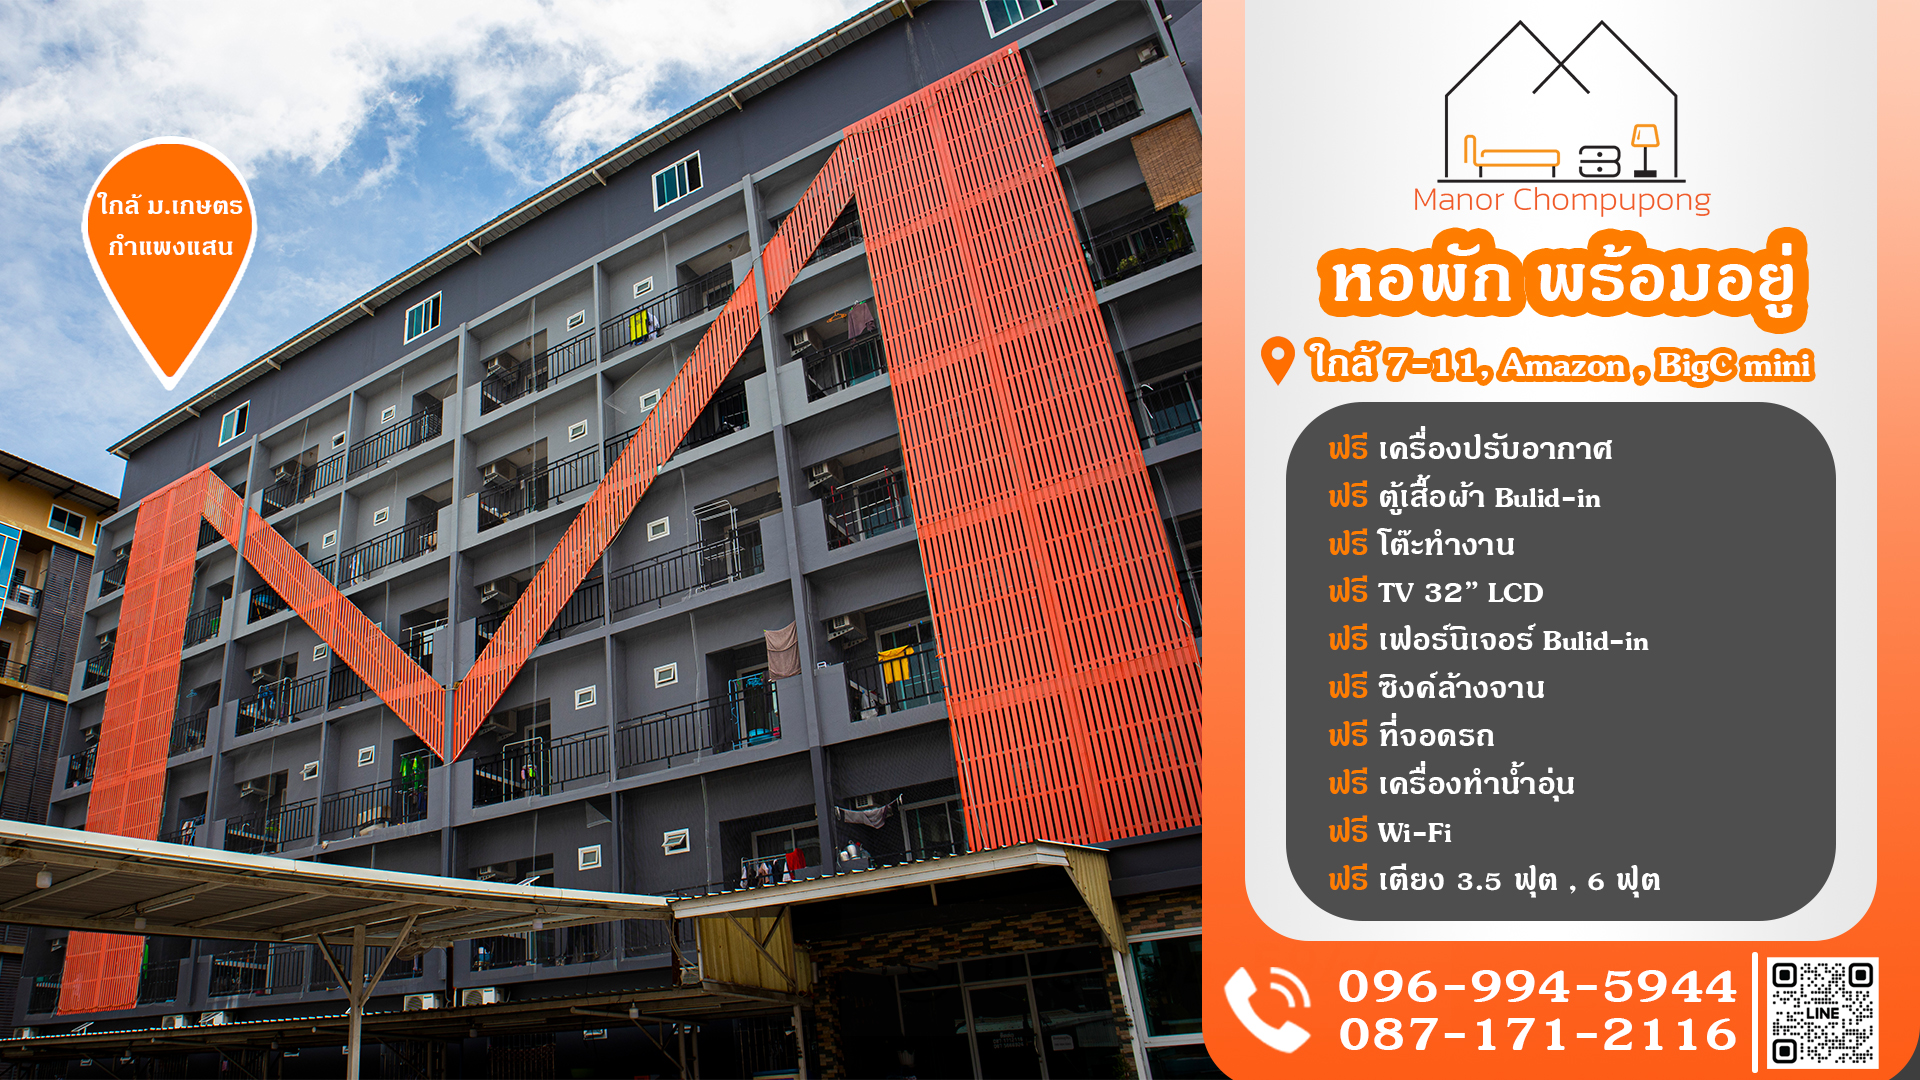 ใกล้ ม.เกษตร
กำแพงแสน
Manor Chompupong
หอพัก พร้อมอยู่
ใกล้ 7-11, Amazon , BigC mini
ฟรี เครื่องปรับอากาศ
ฟรี ตู้เสื้อผ้า Bulid-in
ฟรี โต๊ะทำงาน
ฟรี TV 32” LCD
ฟรี เฟอร์นิเจอร์ Bulid-in
ฟรี ซิงค์ล้างจาน
ฟรี ที่จอดรถ
ฟรี เครื่องทำน้ำอุ่น
ฟรี Wi-Fi
ฟรี เตียง 3.5 ฟุต , 6 ฟุต
096-994-5944
087-171-2116
LINE